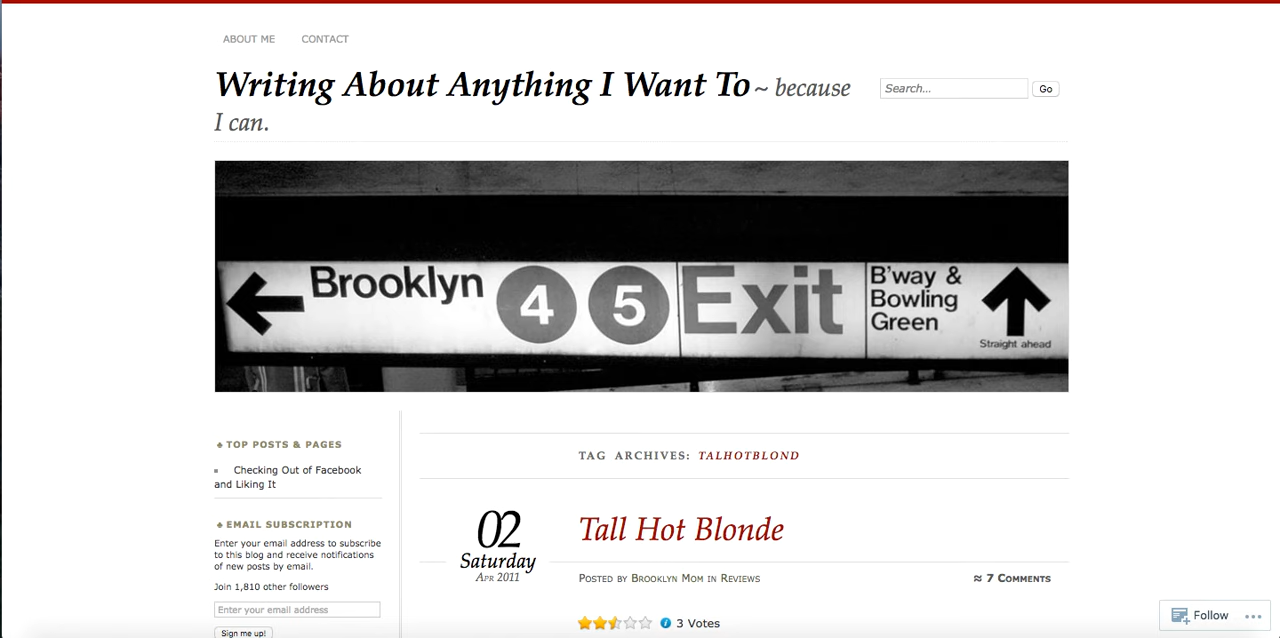 ABOUT ME CONTACT
Writing About Anything I Want To ~ because
I can.
Search...
Go
Brooklyn 4 5 Exit B'way &
Bowling
Green
Straight ahead
♣ TOP POSTS & PAGES
Checking Out of Facebook
and Liking It
♣ EMAIL SUBSCRIPTION
Enter your email address to subscribe
to this blog and receive notifications
of new posts by email.
Join 1,810 other followers
Enter your email address
Sign me up!
TAG ARCHIVES: TALHOTBLOND
02
Saturday
APR 2011
Tall Hot Blonde
POSTED BY BROOKLYN MOM IN REVIEWS
≈ 7 COMMENTS
3 Votes
Follow